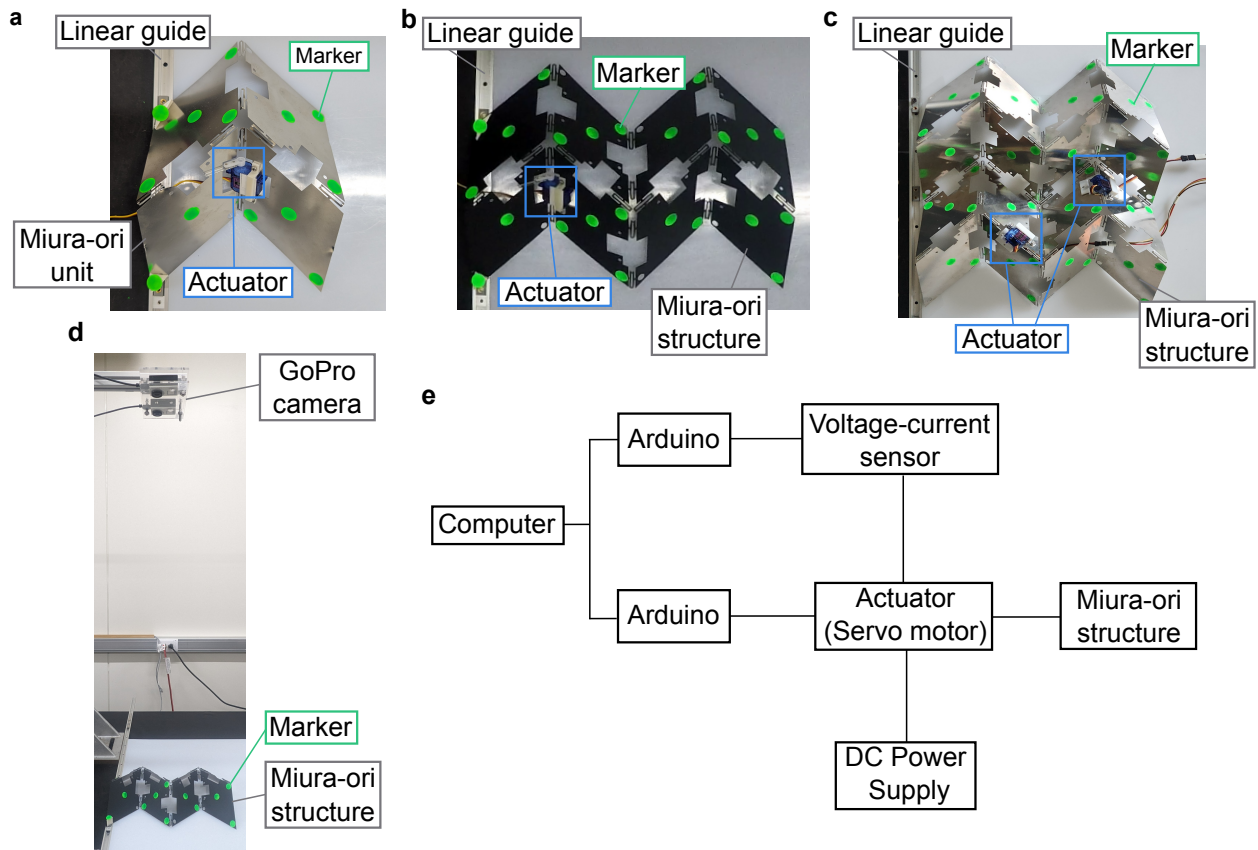 a
Linear guide
Marker
Miura-ori
unit
Actuator
b
Linear guide
Marker
Actuator
Miura-ori
structure
c
Linear guide
Marker
Actuator
Miura-ori
structure
d
GoPro
camera
Marker
Miura-ori
structure
e
Computer
Arduino
Voltage-current
sensor
Arduino
Actuator
(Servo motor)
Miura-ori
structure
DC Power
Supply